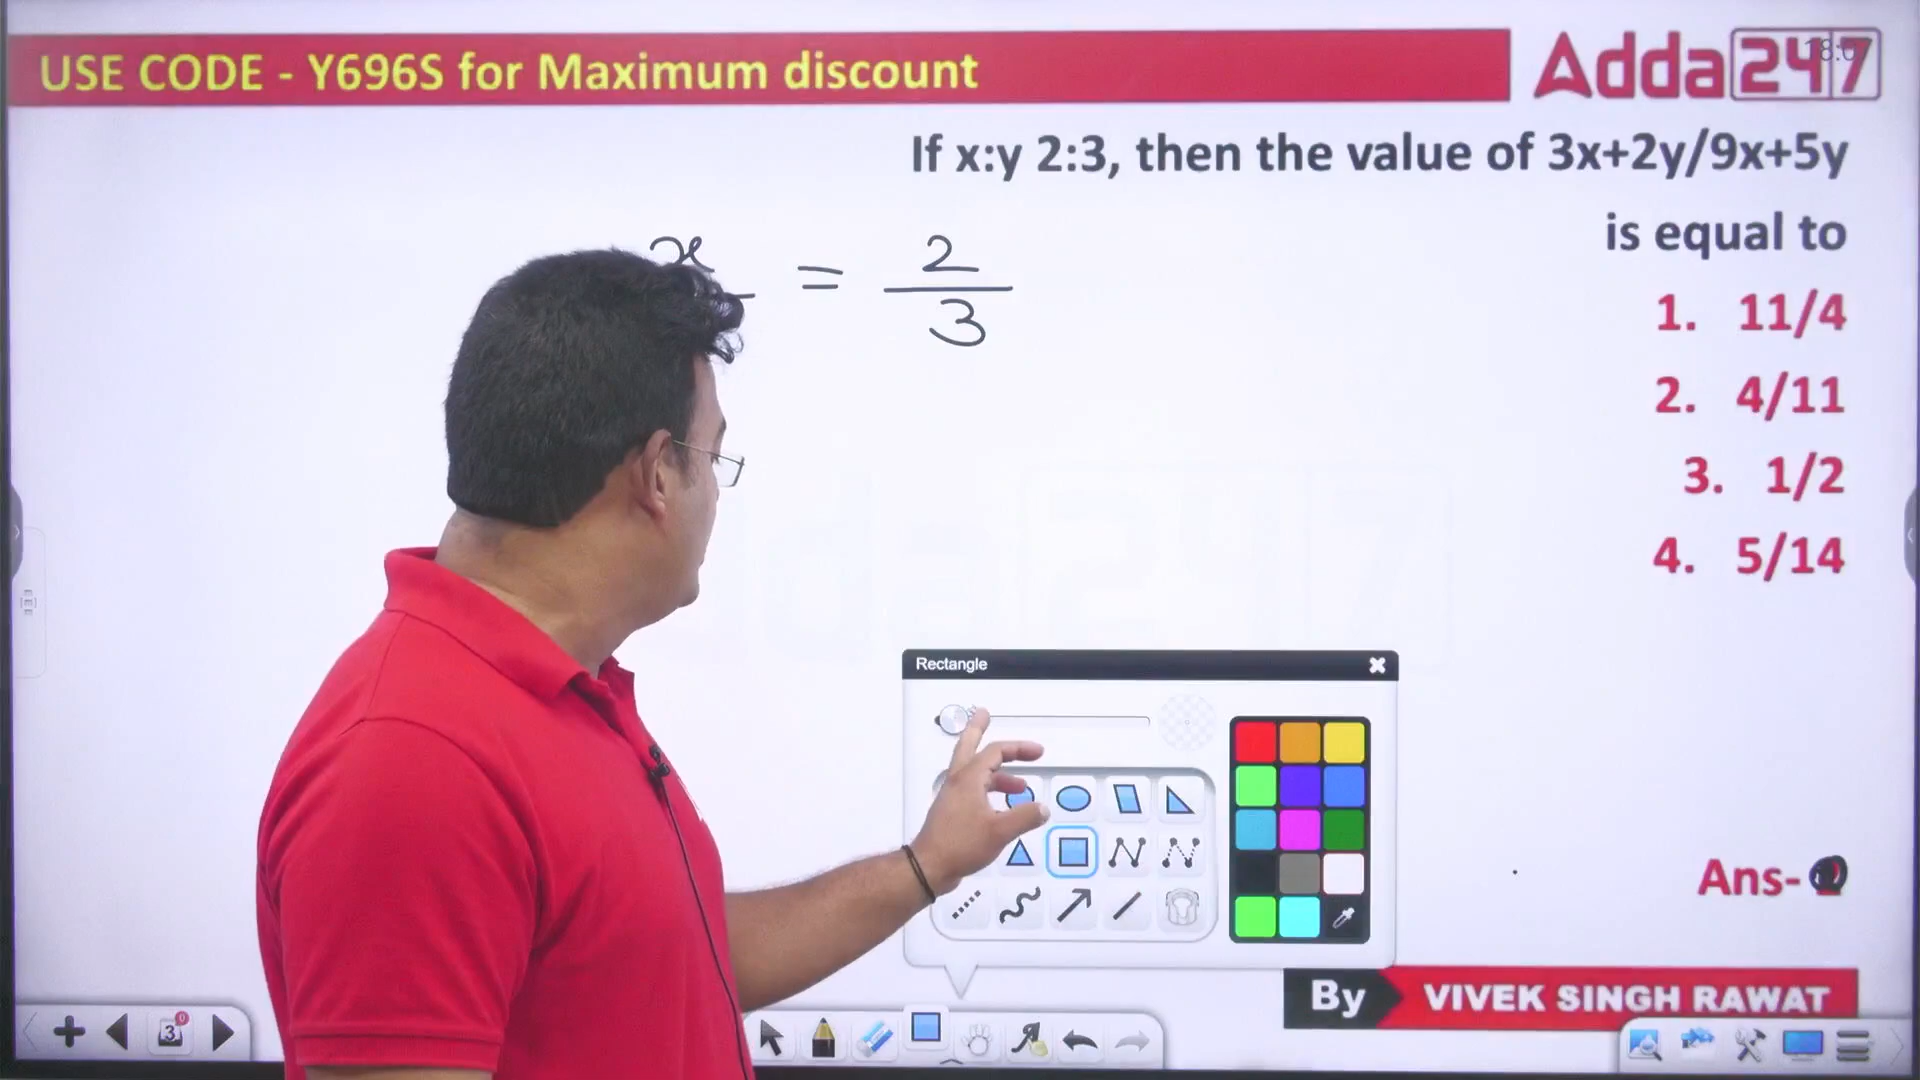 USE CODE - Y696S for Maximum discount
Adda247
If x:y 2:3, then the value of 3x+2y/9x+5y
is equal to
x = 2
3
1. 11/4
2. 4/11
3. 1/2
4. 5/14
Rectangle
Ans-
By VIVEK SINGH RAWAT
3